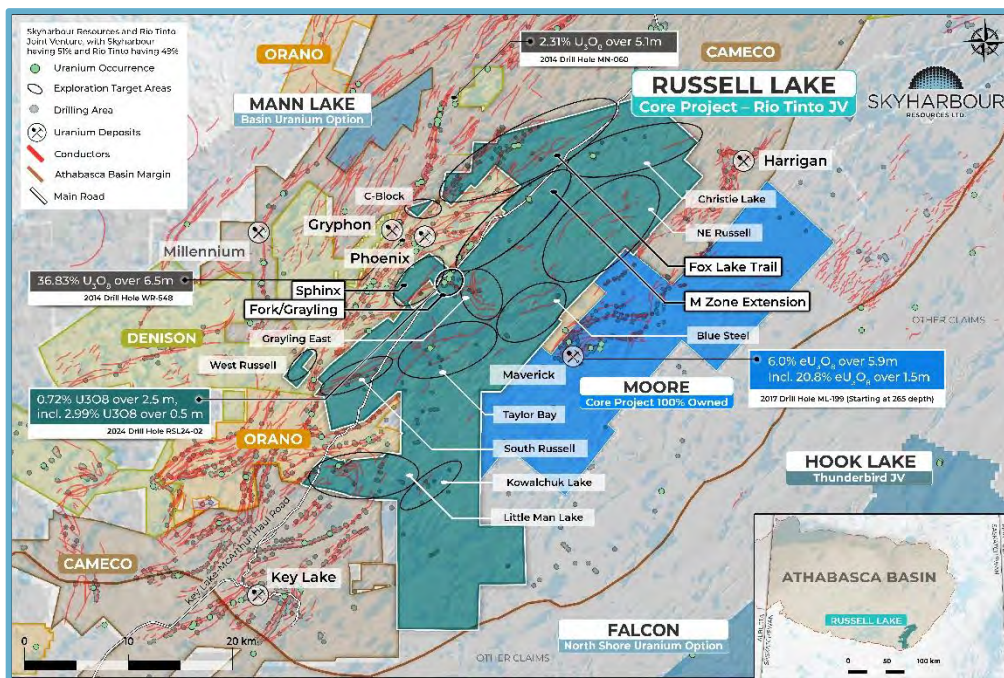 Skyharbour Resources and Rio Tinto
Joint Venture, with Skyharbour
having 51% and Rio Tinto having 49%
Uranium Occurrence
Exploration Target Areas
Drilling Area
Uranium Deposits
Conductors
Athabasca Basin Margin
Main Road
ORANO
2.31% U₃O₈ over 5.1m
2014 Drill Hole MN-060
CAMECO
RUSSELL LAKE
Core Project – Rio Tinto JV
SKYHARBOUR
RESOURCES LTD.
MANN LAKE
Basin Uranium Option
Harrigan
C-Block
Christie Lake
Gryphon
NE Russell
Millennium
Phoenix
Fox Lake Trail
36.83% U₃O₈ over 6.5m
2014 Drill Hole WR-548
Sphinx
Fork/Grayling
M Zone Extension
OTHER CLAIMS
DENISON
Grayling East
Blue Steel
West Russell
Maverick
6.0% eU₃O₈ over 5.9m
Incl. 20.8% eU₃O₈ over 1.5m
2017 Drill Hole ML-199 (Starting at 265 depth)
MOORE
Core Project 100% Owned
0.72% U3O8 over 2.5 m,
incl. 2.99% U3O8 over 0.5 m
2024 Drill Hole RSL24-02
Taylor Bay
ORANO
South Russell
HOOK LAKE
Thunderbird JV
Kowalchuk Lake
Little Man Lake
CAMECO
Key Lake-McArthur Haul Road
Key Lake
ATHABASCA BASIN
RUSSELL LAKE
ALBERTA
SASKATCHEWAN
0 10 20 km
FALCON
North Shore Uranium Option
OTHER CLAIMS
0 50 100 km